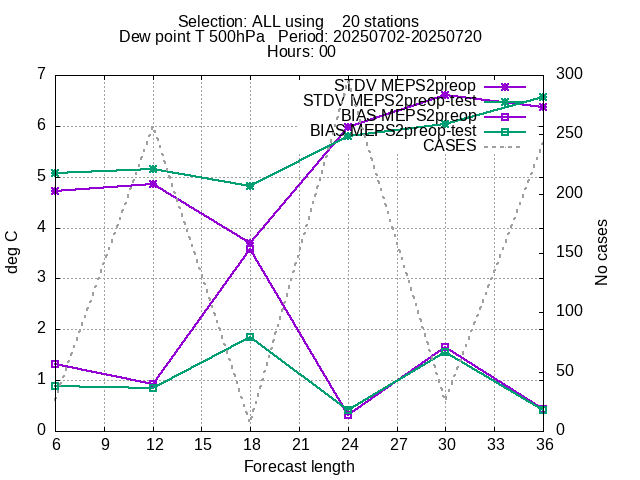 Selection: ALL using    20 stations
Dew point T 500hPa   Period: 20250702-20250720
Hours: 00
STDV MEPS2preop
STDV MEPS2preop-test
BIAS MEPS2preop
BIAS MEPS2preop-test
CASES
7
6
5
4
3
2
1
0
deg C
300
250
200
150
100
50
0
No cases
6 9 12 15 18 21 24 27 30 33 36
Forecast length